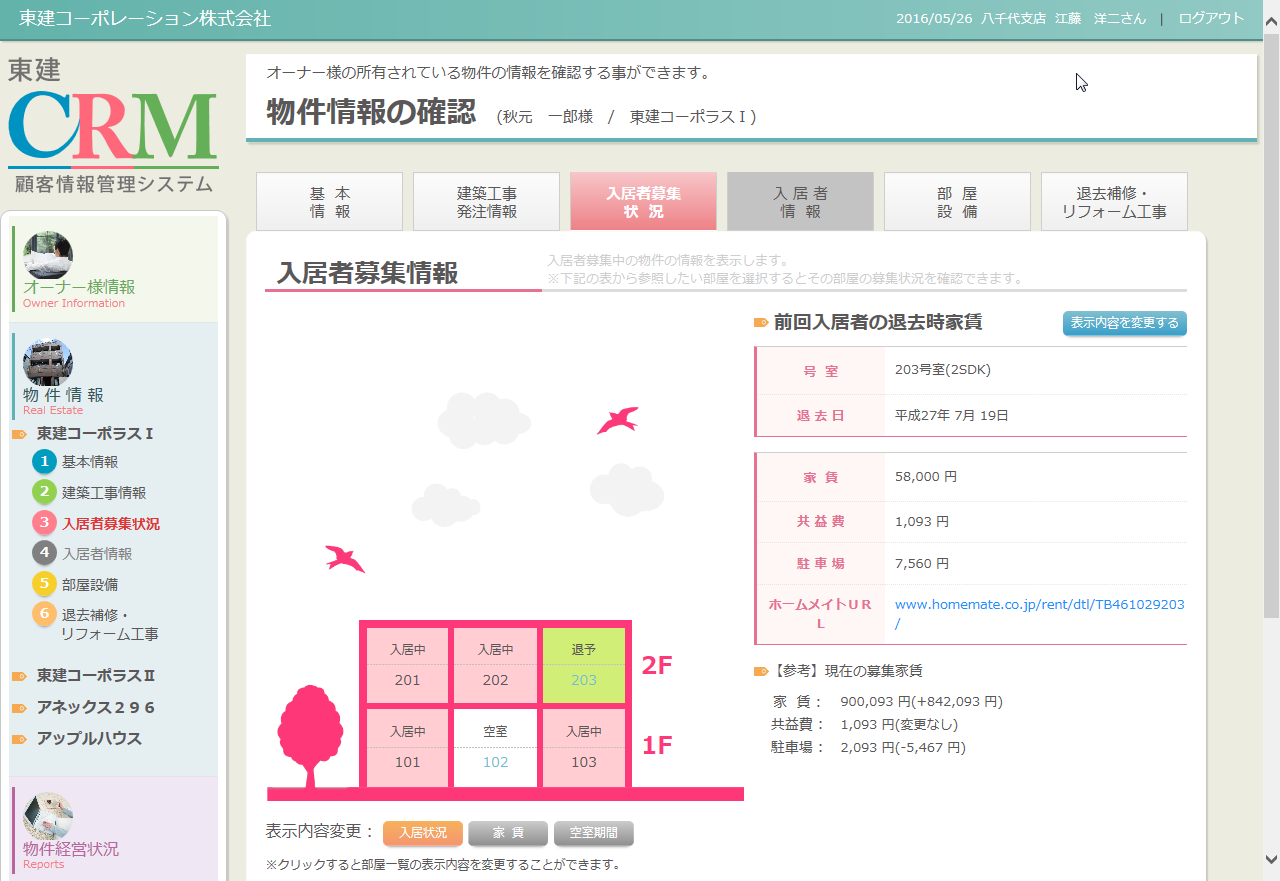 東建コーポレーション株式会社
2016/05/26 八千代支店 江藤　洋二さん | ログアウト
東建
CRM
顧客情報管理システム
オーナー様の所有されている物件の情報を確認する事ができます。
物件情報の確認 (秋元　一郎様　/　東建コーポラスⅠ)
基 本
情 報
建築工事
発注情報
入居者募集
状 況
入 居 者
情 報
部 屋
設 備
退去補修・
リフォーム工事
オーナー様情報
Owner Information
物 件 情 報
Real Estate
東建コーポラスⅠ
1 基本情報
2 建築工事情報
3 入居者募集状況
4 入居者情報
5 部屋設備
6 退去補修・
リフォーム工事
東建コーポラスⅡ
アネックス２９６
アップルハウス
物件経営状況
Reports
入居者募集情報
入居者募集中の物件の情報を表示します。
※下記の表から参照したい部屋を選択するとその部屋の募集状況を確認できます。
入居中 入居中 退予
201 202 203
2F
入居中 空室 入居中
101 102 103
1F
表示内容変更： 入居状況 家 賃 空室期間
※クリックすると部屋一覧の表示内容を変更することができます。
前回入居者の退去時家賃 表示内容を変更する
号 室 203号室(2SDK)
退 去 日 平成27年 7月 19日
家 賃 58,000 円
共 益 費 1,093 円
駐 車 場 7,560 円
ホームメイトＵＲ
Ｌ
www.homemate.co.jp/rent/dtl/TB461029203
/
【参考】現在の募集家賃
家 賃： 900,093 円(+842,093 円)
共益費： 1,093 円(変更なし)
駐車場： 2,093 円(-5,467 円)